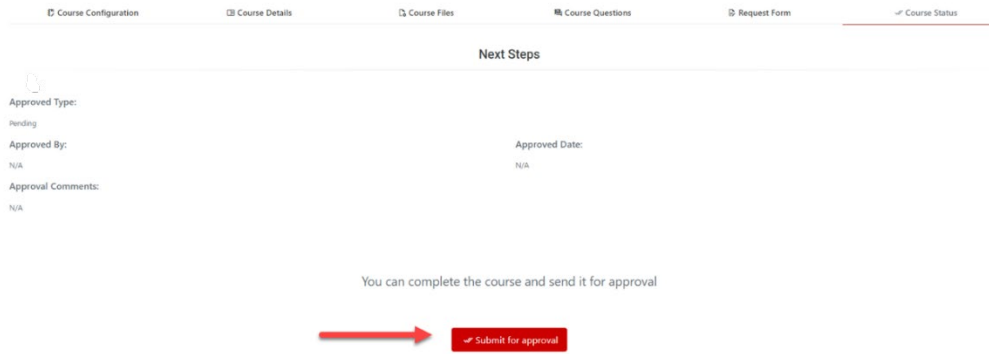 Course Configuration
Course Details
Course Files
Course Questions
Request Form
Course Status
Next Steps
Approved Type:
Pending
Approved By:
Approved Date:
N/A
N/A
Approval Comments:
N/A
You can complete the course and send it for approval
Submit for approval